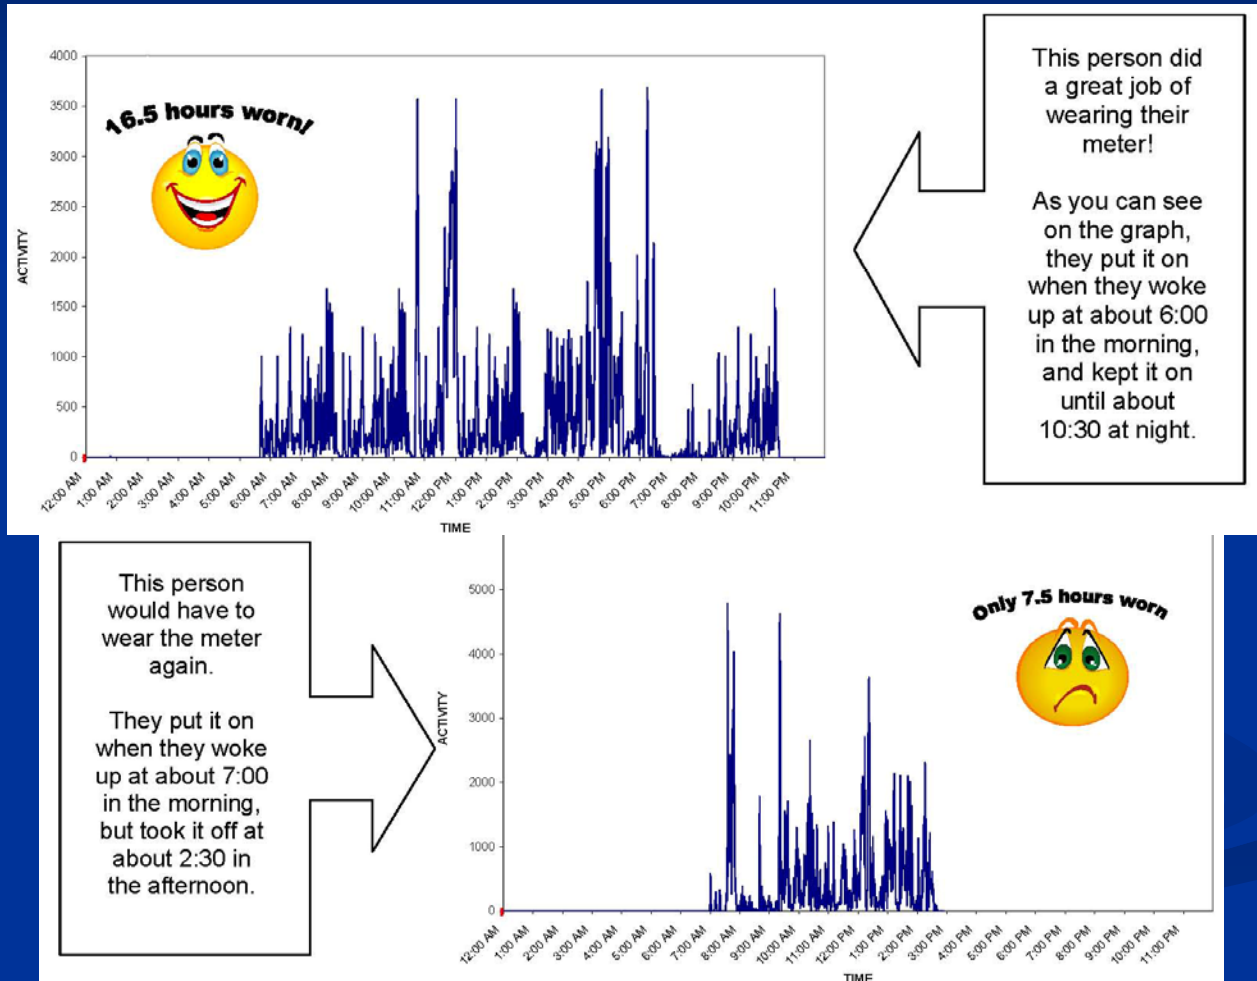 16.5 hours worn!
4000
3500
3000
2500
2000
1500
1000
500
0
ACTIVITY
12:00 AM
1:00 AM
2:00 AM
3:00 AM
4:00 AM
5:00 AM
6:00 AM
7:00 AM
8:00 AM
9:00 AM
10:00 AM
11:00 AM
12:00 PM
1:00 PM
2:00 PM
3:00 PM
4:00 PM
5:00 PM
6:00 PM
7:00 PM
8:00 PM
9:00 PM
10:00 PM
11:00 PM
TIME
This person did
a great job of
wearing their
meter!
As you can see
on the graph,
they put it on
when they woke
up at about 6:00
in the morning,
and kept it on
until about
10:30 at night.
This person
would have to
wear the meter
again.
They put it on
when they woke
up at about 7:00
in the morning,
but took it off at
about 2:30 in
the afternoon.
Only 7.5 hours worn
5000
4000
3000
2000
1000
0
ACTIVITY
12:00 AM
1:00 AM
2:00 AM
3:00 AM
4:00 AM
5:00 AM
6:00 AM
7:00 AM
8:00 AM
9:00 AM
10:00 AM
11:00 AM
12:00 PM
1:00 PM
2:00 PM
3:00 PM
4:00 PM
5:00 PM
6:00 PM
7:00 PM
8:00 PM
9:00 PM
10:00 PM
11:00 PM
TIME